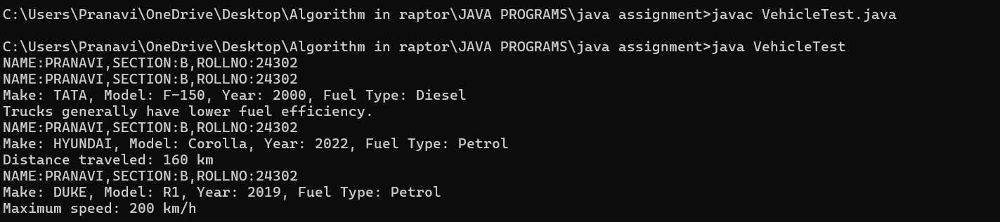 C:\Users\Pranavi\OneDrive\Desktop\Algorithm in raptor\JAVA PROGRAMS\java assignment>javac VehicleTest.java
C:\Users\Pranavi\OneDrive\Desktop\Algorithm in raptor\JAVA PROGRAMS\java assignment>java VehicleTest
NAME:PRANAVI,SECTION:B,ROLLNO:24302
NAME:PRANAVI,SECTION:B,ROLLNO:24302
Make: TATA, Model: F-150, Year: 2000, Fuel Type: Diesel
Trucks generally have lower fuel efficiency.
NAME:PRANAVI,SECTION:B,ROLLNO:24302
Make: HYUNDAI, Model: Corolla, Year: 2022, Fuel Type: Petrol
Distance traveled: 160 km
NAME:PRANAVI,SECTION:B,ROLLNO:24302
Make: DUKE, Model: R1, Year: 2019, Fuel Type: Petrol
Maximum speed: 200 km/h